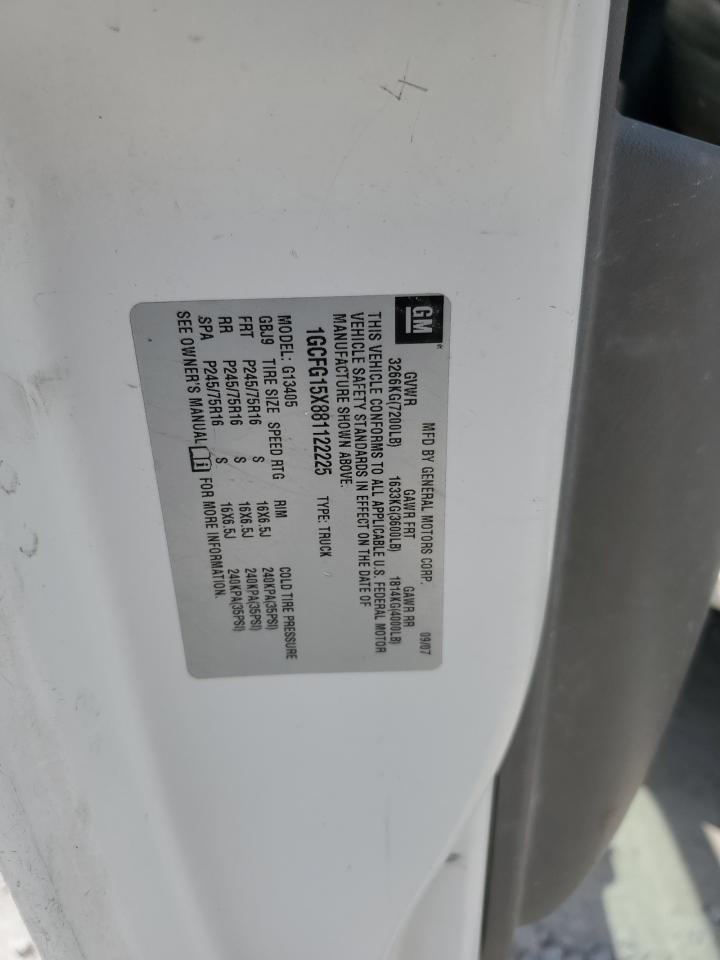 GM
MFD BY GENERAL MOTORS CORP. 09/07
GVWR GAWR FRT GAWR RR
3266KG(7200LB) 1633KG(3600LB) 1814KG(4000LB)
THIS VEHICLE CONFORMS TO ALL APPLICABLE U.S. FEDERAL MOTOR
VEHICLE SAFETY STANDARDS IN EFFECT ON THE DATE OF
MANUFACTURE SHOWN ABOVE.
1GCFG15X881122225 TYPE: TRUCK
MODEL: G13405
GBJ9 TIRE SIZE SPEED RTG RIM COLD TIRE PRESSURE
FRT P245/75R16 S 16X6.5J 240KPA(35PSI)
RR P245/75R16 S 16X6.5J 240KPA(35PSI)
SPA P245/75R16 S 16X6.5J 240KPA(35PSI)
SEE OWNER'S MANUAL FOR MORE INFORMATION.